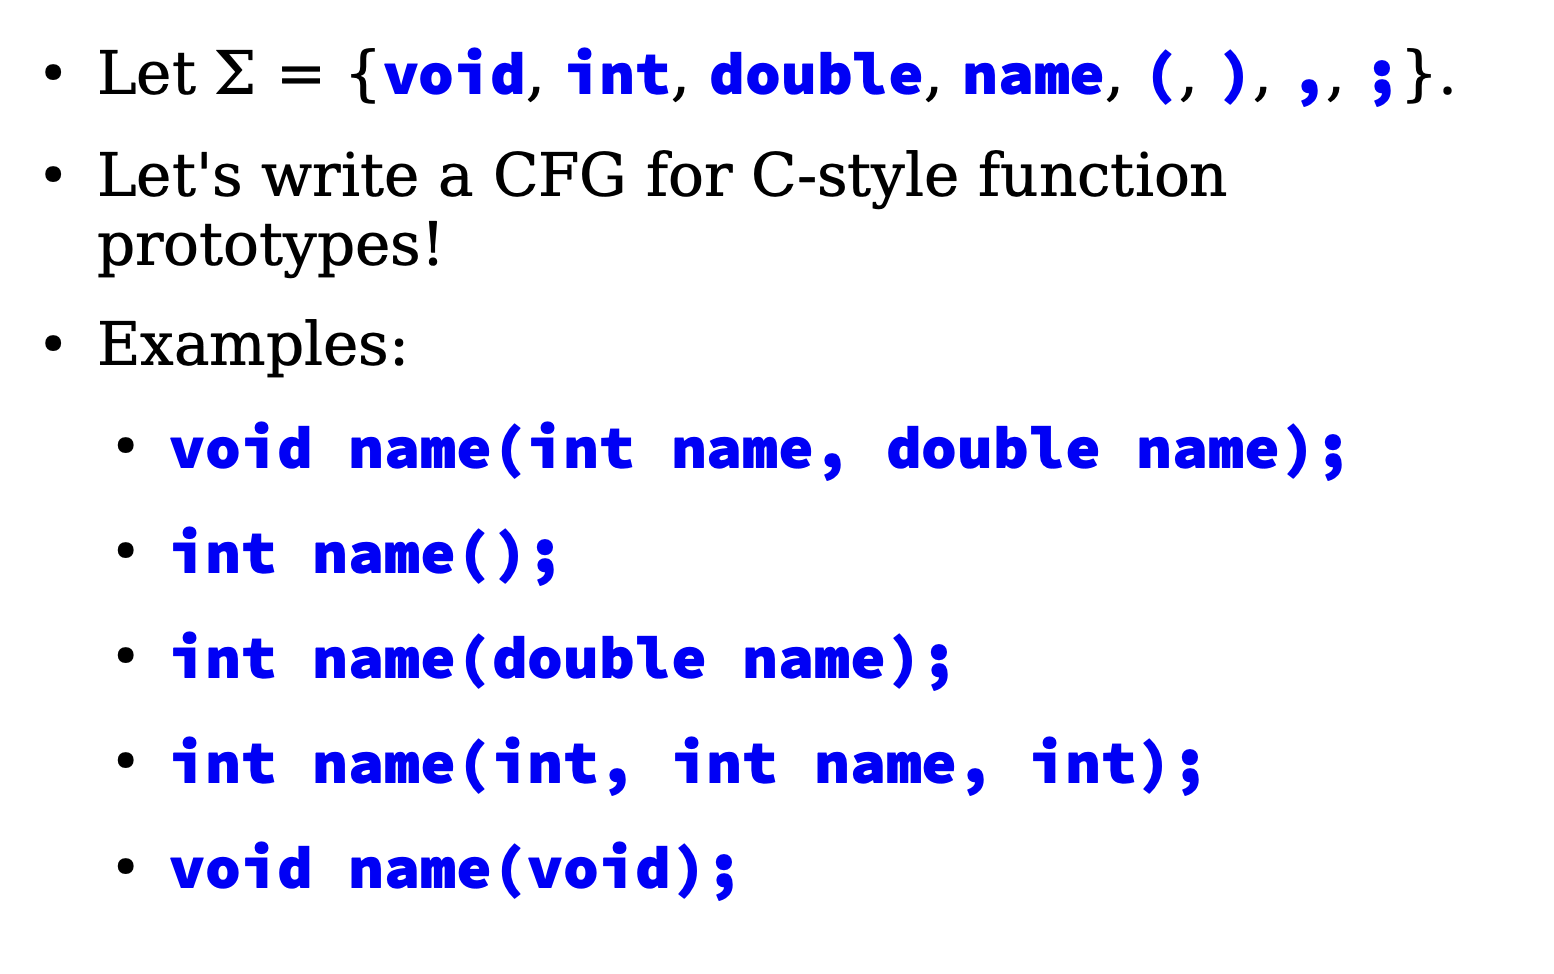 • Let Σ = {void, int, double, name, (, ), ,, ;}.
• Let's write a CFG for C-style function
prototypes!
• Examples:
• void name(int name, double name);
• int name();
• int name(double name);
• int name(int, int name, int);
• void name(void);